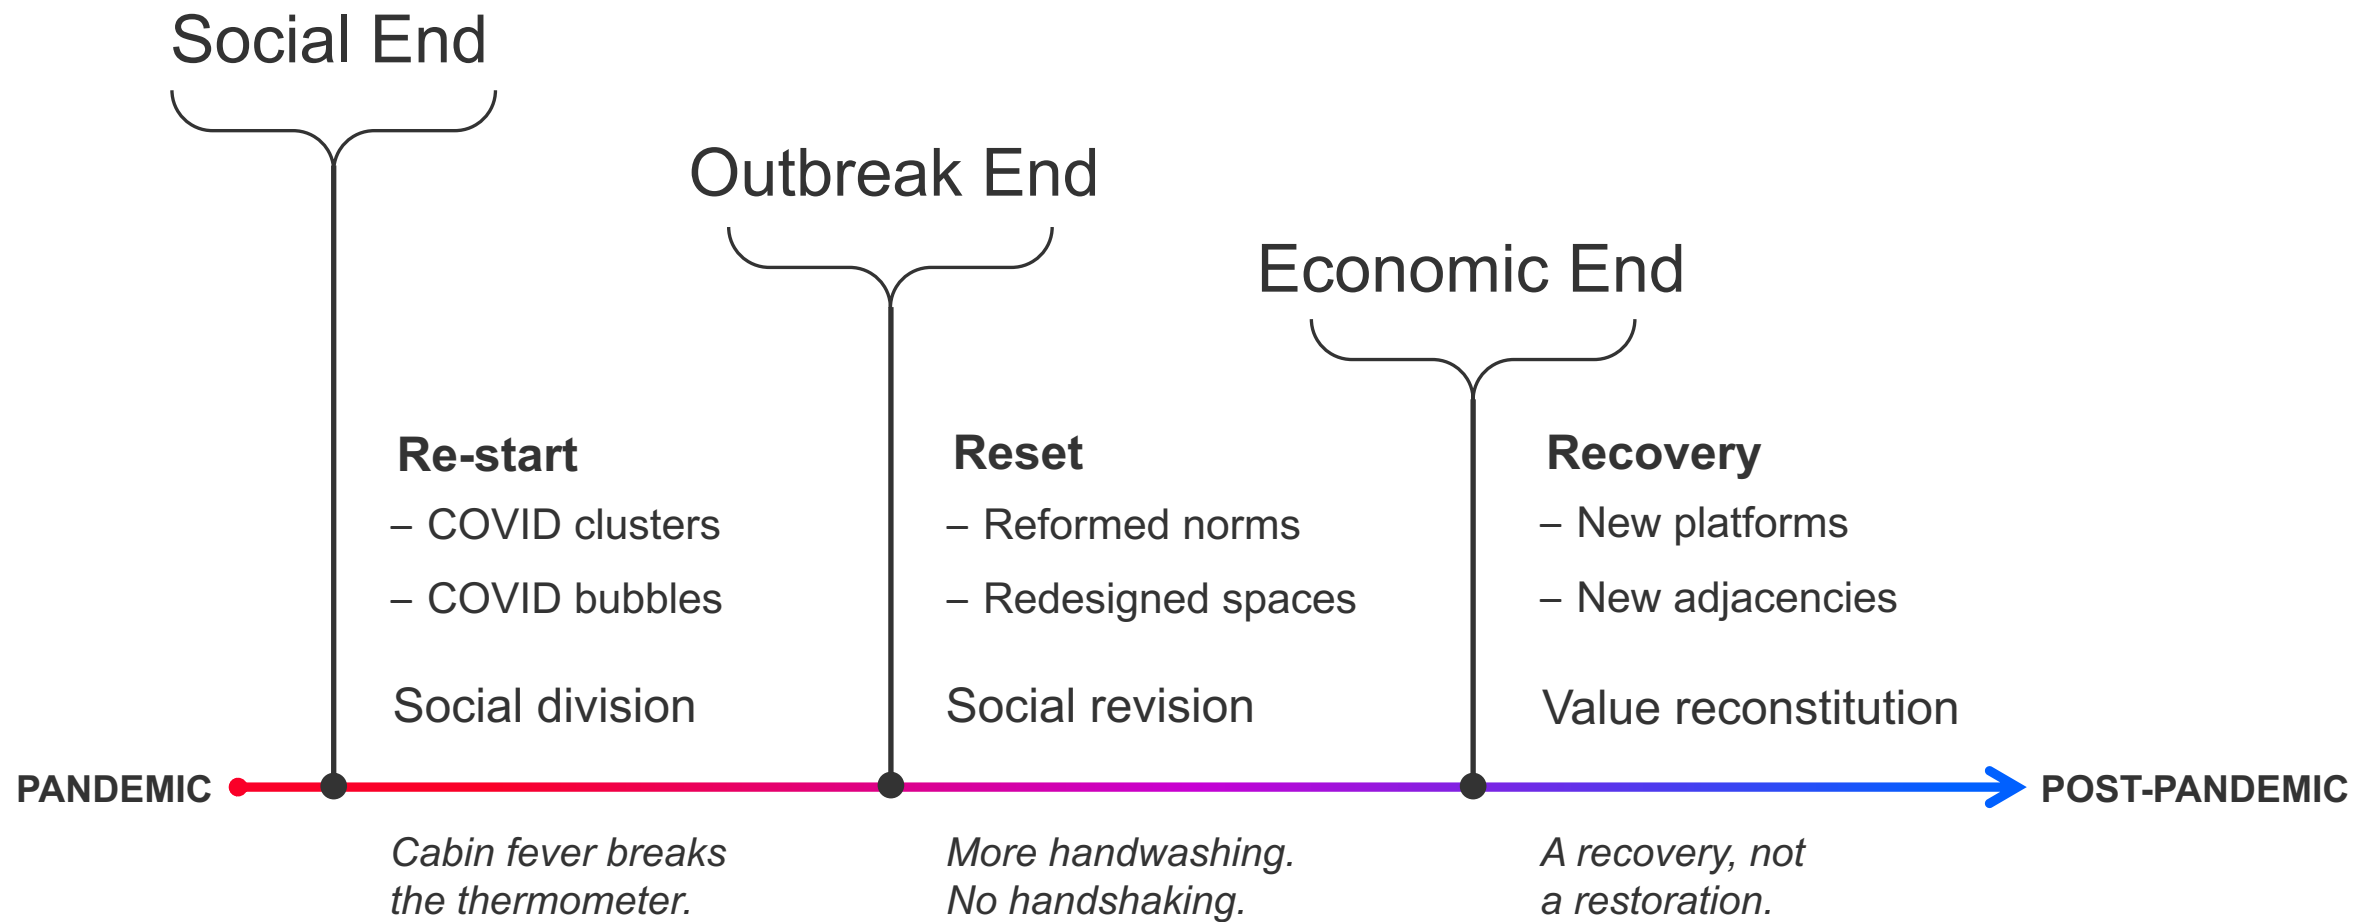 Social End
Outbreak End
Economic End
Re-start
– COVID clusters
– COVID bubbles
Social division
Reset
– Reformed norms
– Redesigned spaces
Social revision
Recovery
– New platforms
– New adjacencies
Value reconstitution
PANDEMIC
POST-PANDEMIC
Cabin fever breaks
the thermometer.
More handwashing.
No handshaking.
A recovery, not
a restoration.